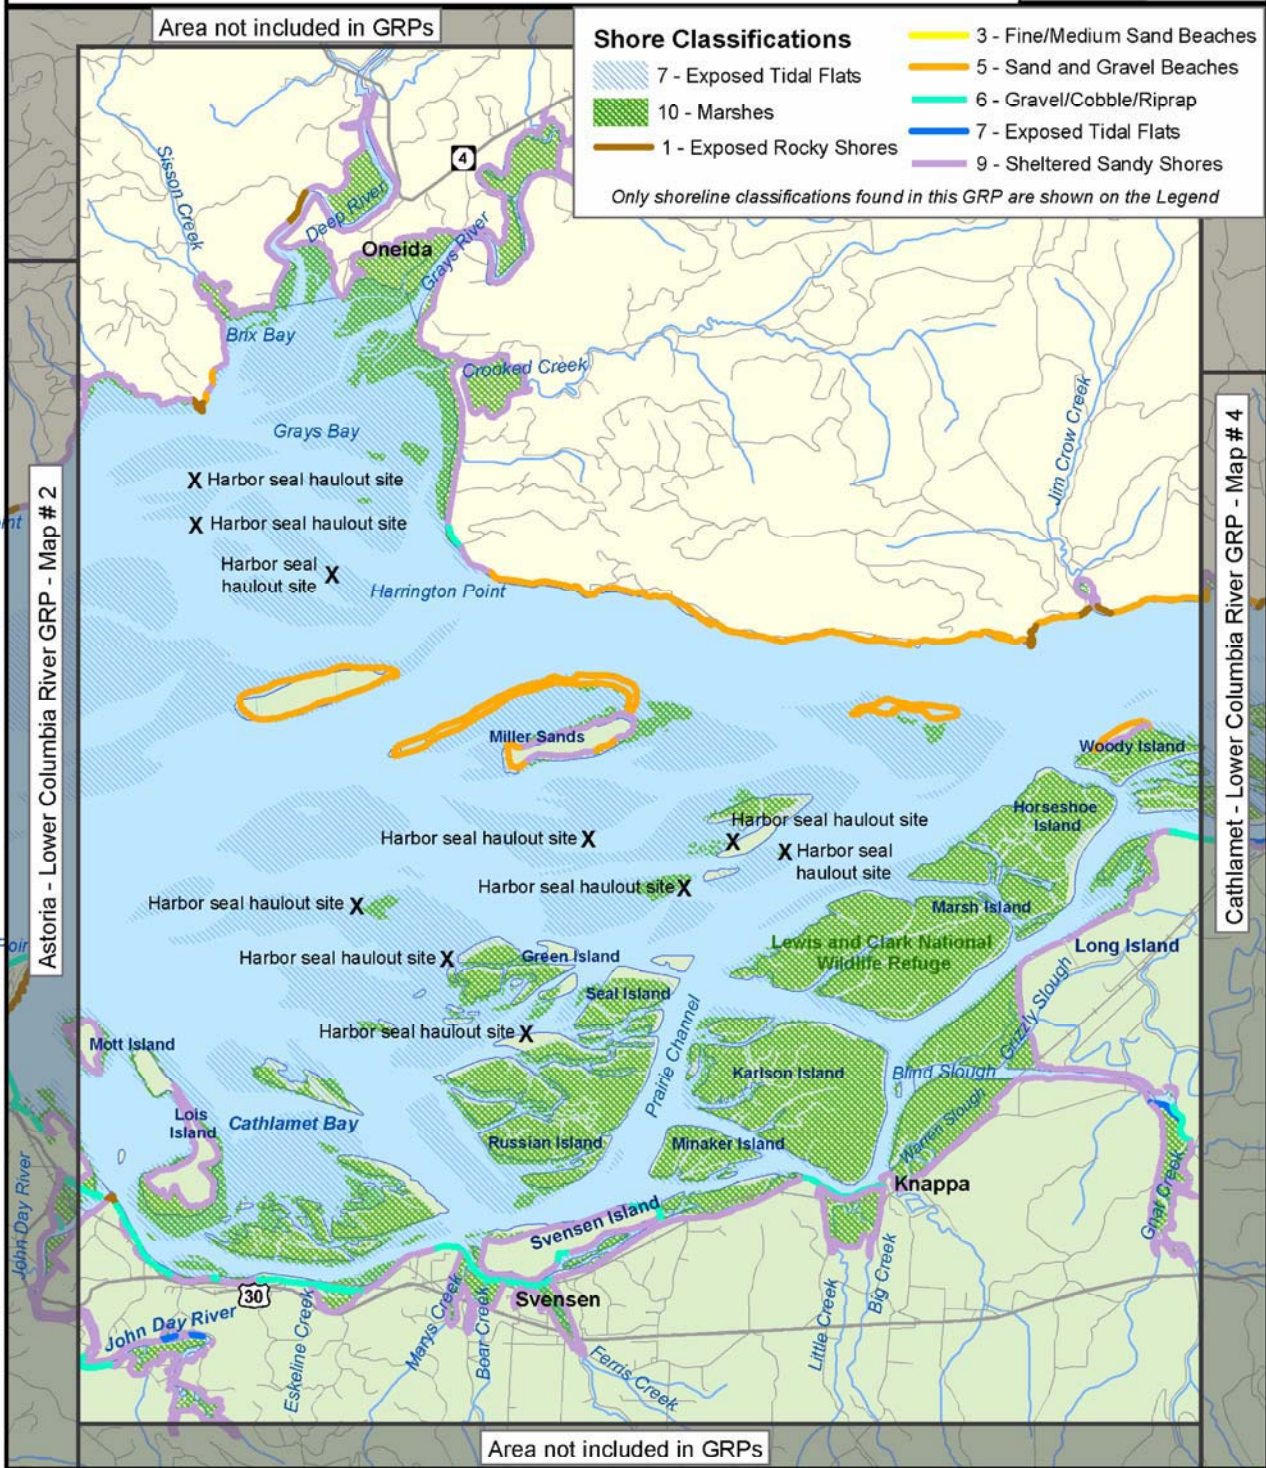 Area not included in GRPs
Shore Classifications
7 - Exposed Tidal Flats
10 - Marshes
1 - Exposed Rocky Shores
3 - Fine/Medium Sand Beaches
5 - Sand and Gravel Beaches
6 - Gravel/Cobble/Riprap
7 - Exposed Tidal Flats
9 - Sheltered Sandy Shores
Only shoreline classifications found in this GRP are shown on the Legend
Sisson Creek
4
Deep River
Oneida
Grays River
Brix Bay
Crooked Creek
Grays Bay
Jim Crow Creek
X Harbor seal haulout site
X Harbor seal haulout site
Harbor seal
haulout site X
Harrington Point
Astoria - Lower Columbia River GRP - Map # 2
Cathlamet - Lower Columbia River GRP - Map # 4
Miller Sands
Woody Island
Horseshoe
Island
Harbor seal haulout site
X
Harbor seal haulout site X
X Harbor seal
haulout site
Harbor seal haulout site X
Harbor seal haulout site X
Marsh Island
Lewis and Clark National
Wildlife Refuge
Long Island
Harbor seal haulout site X
Green Island
Seal Island
Harbor seal haulout site X
Prairie Channel
Grizzly Slough
Mott Island
Karlson Island
Blind Slough
Lois
Island
Cathlamet Bay
Russian Island
Minaker Island
Warren Slough
Knappa
John Day River
Gnat Creek
Svensen Island
30
Svensen
John Day River
Eskeline Creek
Marys Creek
Bear Creek
Ferris Creek
Little Creek
Big Creek
Area not included in GRPs